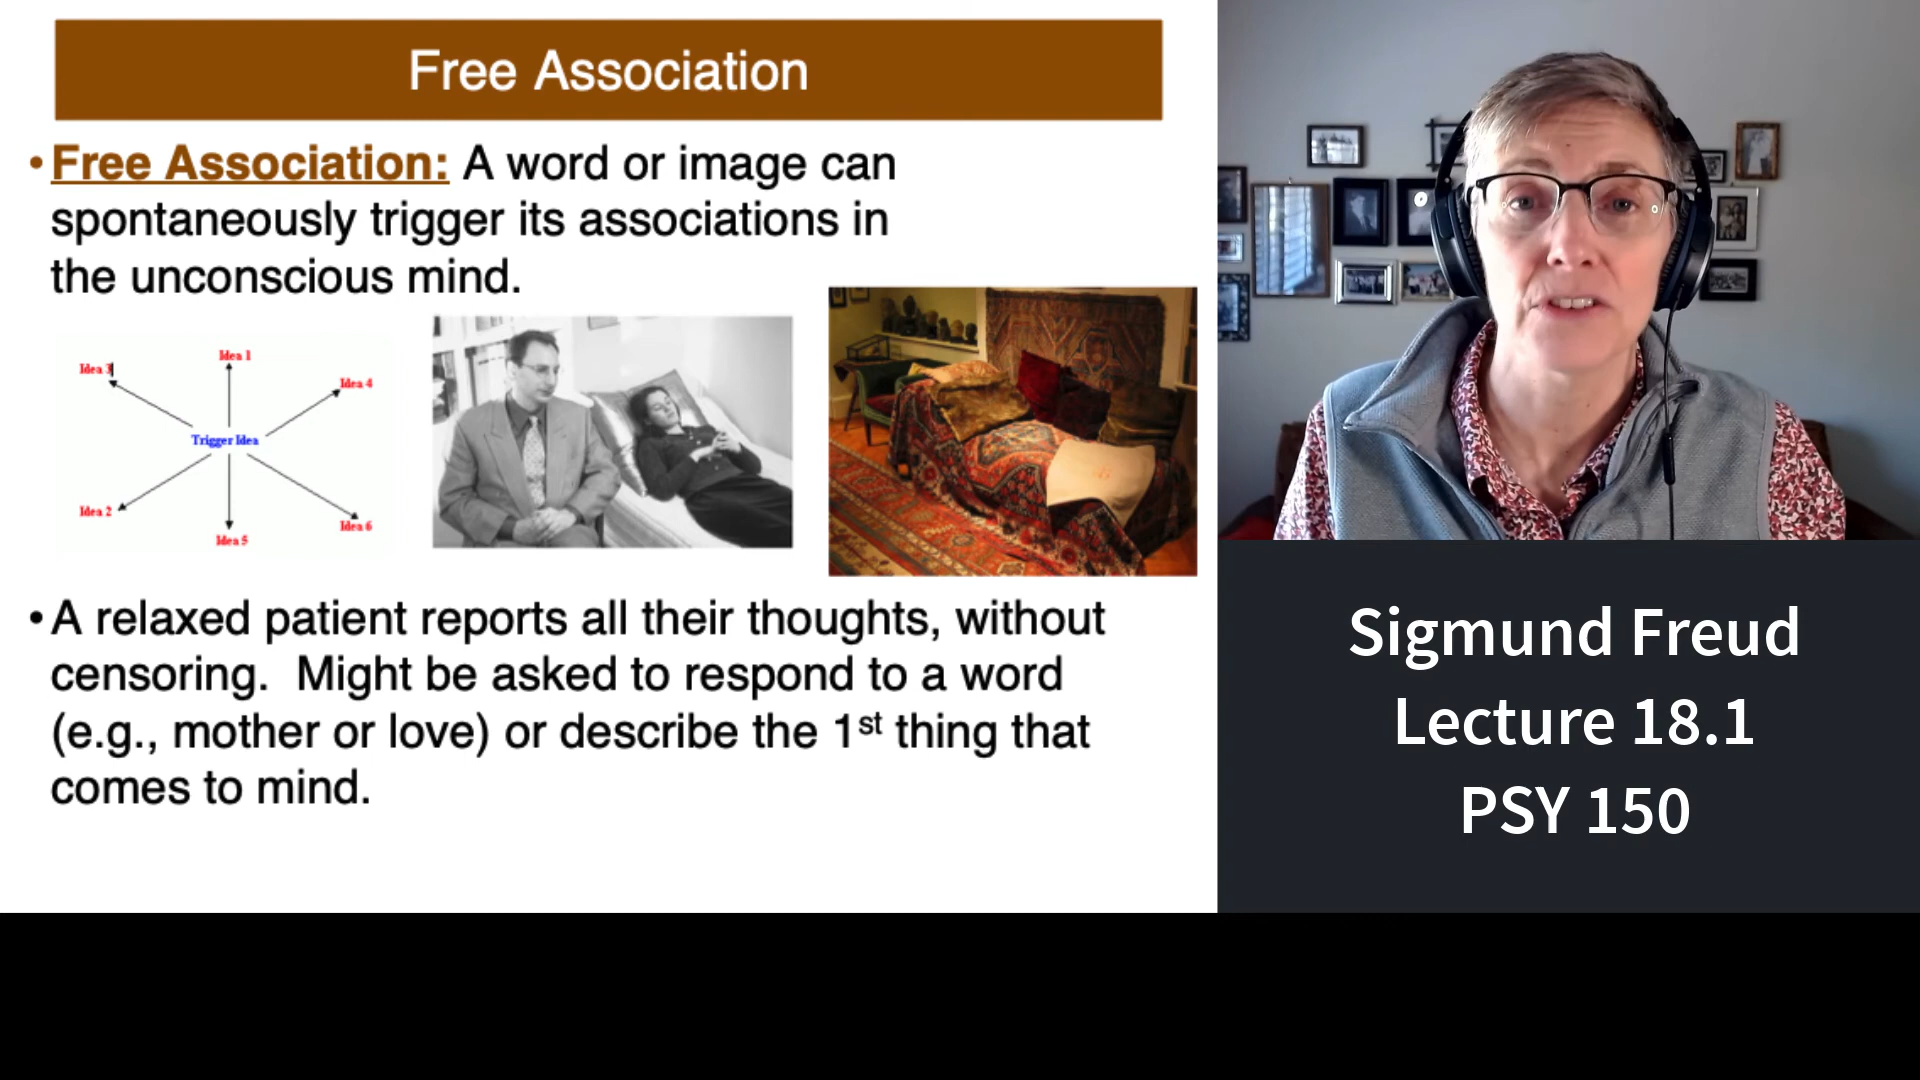 Free Association
•Free Association: A word or image can
spontaneously trigger its associations in
the unconscious mind.
Idea 1
Idea 3
Idea 4
Trigger Idea
Idea 2
Idea 6
Idea 5
•A relaxed patient reports all their thoughts, without
censoring.  Might be asked to respond to a word
(e.g., mother or love) or describe the 1st thing that
comes to mind.
Sigmund Freud
Lecture 18.1
PSY 150